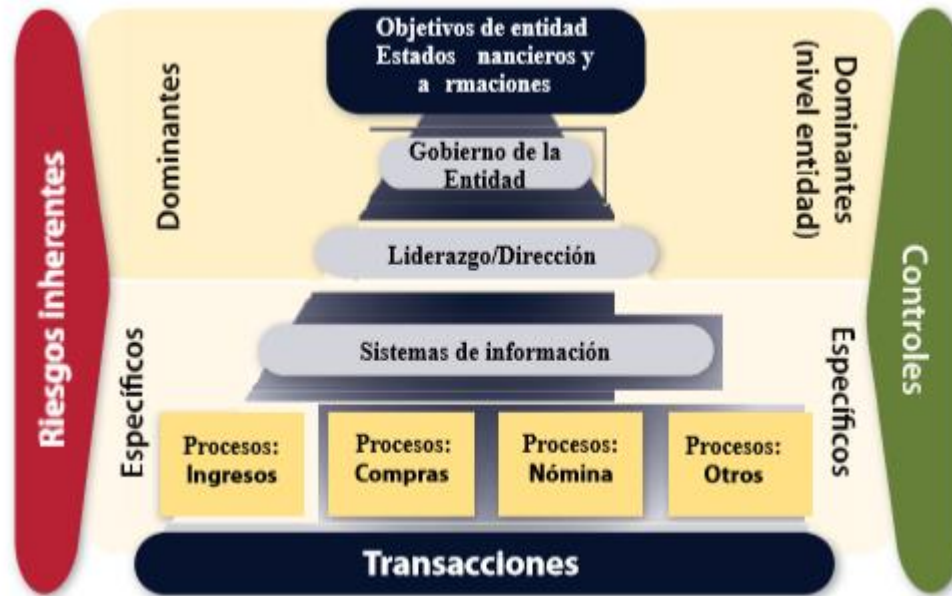 Objetivos de entidad
Estados nancieros y
a rmaciones
Gobierno de la
Entidad
Liderazgo/Dirección
Sistemas de información
Procesos:
Ingresos
Procesos:
Compras
Procesos:
Nómina
Procesos:
Otros
Transacciones
Riesgos inherentes
Dominantes
Específicos
Dominantes
(nivel entidad)
Específicos
Controles